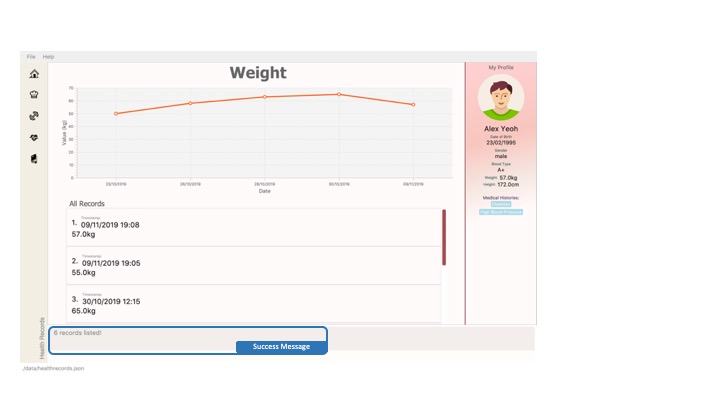 File Help
Weight
70
60
50
40
30
20
10
0
Value (kg)
23/10/2019 26/10/2019 28/10/2019 30/10/2019 09/11/2019
Date
All Records
Timestamp
1. 09/11/2019 19:08
57.0kg
Timestamp
2. 09/11/2019 19:05
55.0kg
Timestamp
3. 30/10/2019 12:15
65.0kg
My Profile
Alex Yeoh
Date of Birth
23/02/1995
Gender
male
Blood Type
A+
Weight: 57.0kg
Height: 172.0cm
Medical Histories:
High Blood Pressure
Health Records
6 records listed!
Success Message
./data/healthrecords.json